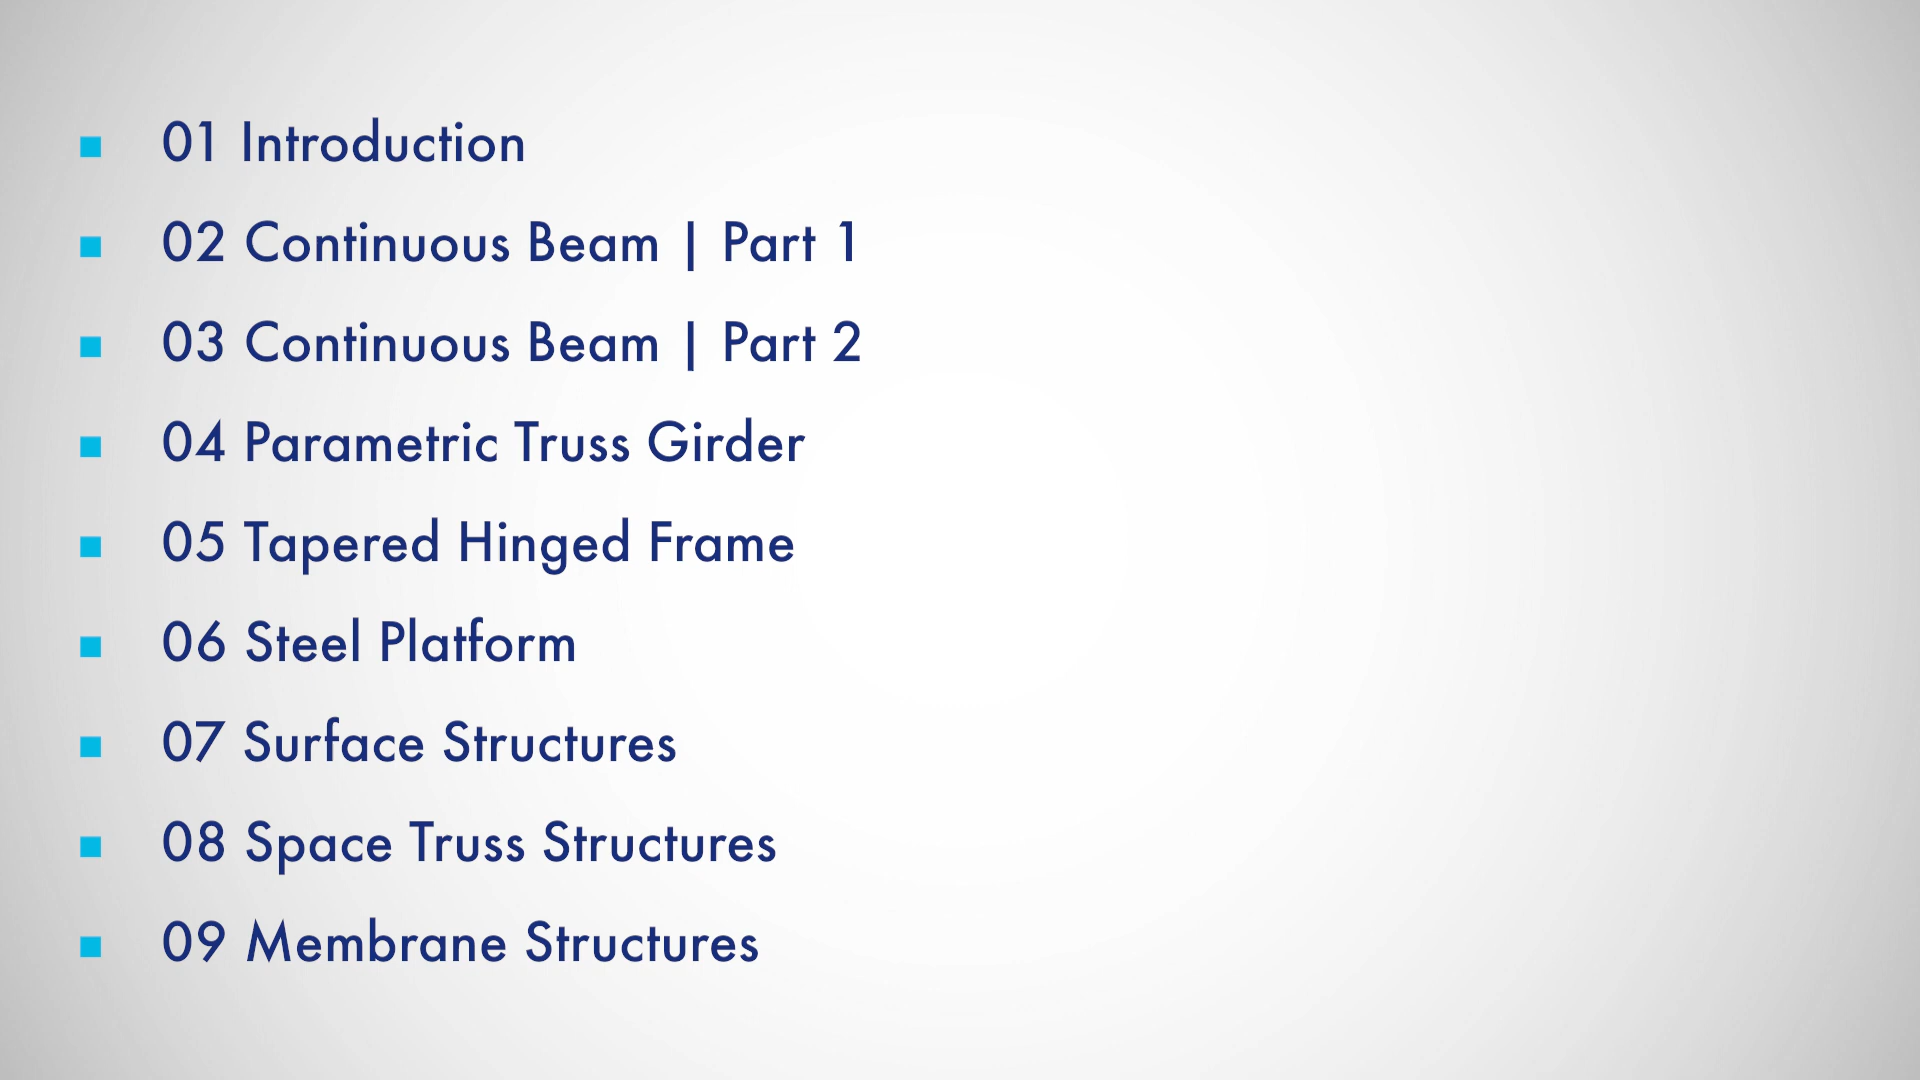 01 Introduction
02 Continuous Beam | Part 1
03 Continuous Beam | Part 2
04 Parametric Truss Girder
05 Tapered Hinged Frame
06 Steel Platform
07 Surface Structures
08 Space Truss Structures
09 Membrane Structures